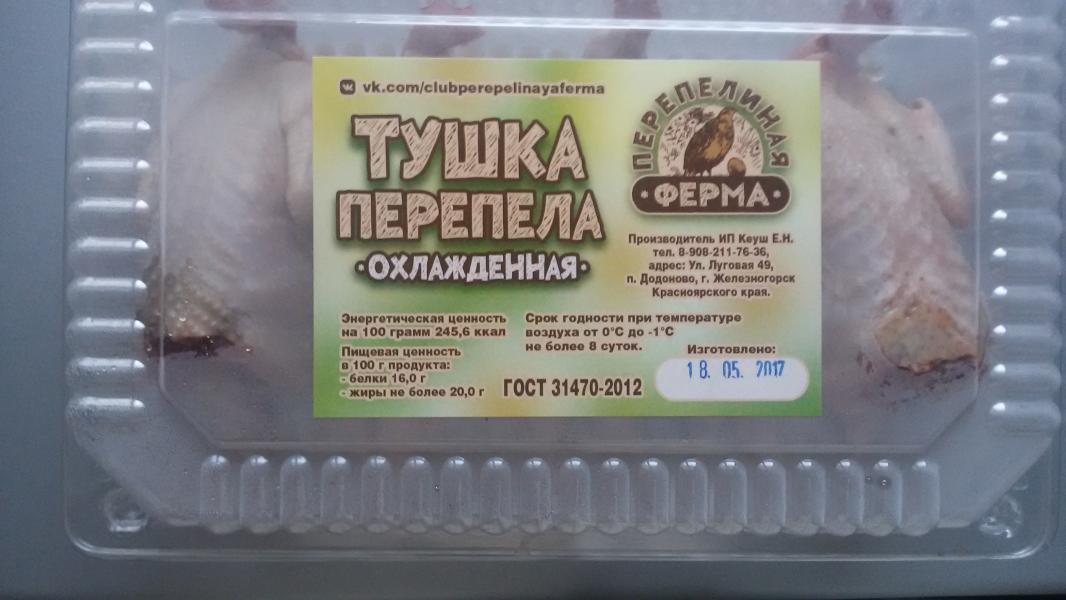 vk.com/clubperepelinayaferma
ТУШКА
ПЕРЕПЕЛА
·ОХЛАЖДЕННАЯ·
ПЕРЕПЕЛИНАЯ
·ФЕРМА·
Производитель ИП Кеуш Е.Н.
тел. 8-908-211-76-36,
адрес: Ул. Луговая 49,
п. Додоново, г. Железногорск
Красноярского края.
Энергетическая ценность
на 100 грамм 245,6 ккал
Пищевая ценность
в 100 г продукта:
- белки 16,0 г
- жиры не более 20,0 г
Срок годности при температуре
воздуха от 0°С до -1°С
не более 8 суток.
ГОСТ 31470-2012
Изготовлено:
18. 05. 2017